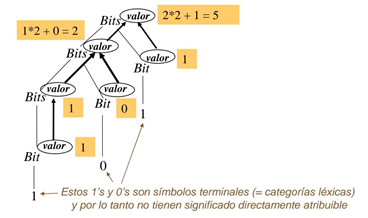 valor 2*2 + 1 = 5
Bits
1*2 + 0 = 2 valor valor 1
Bits Bit
Bits valor 1 valor 0
Bit 1
valor 1
Bit
0
1 Estos 1's y 0's son símbolos terminales (= categorías léxicas)
y por lo tanto no tienen significado directamente atribuible